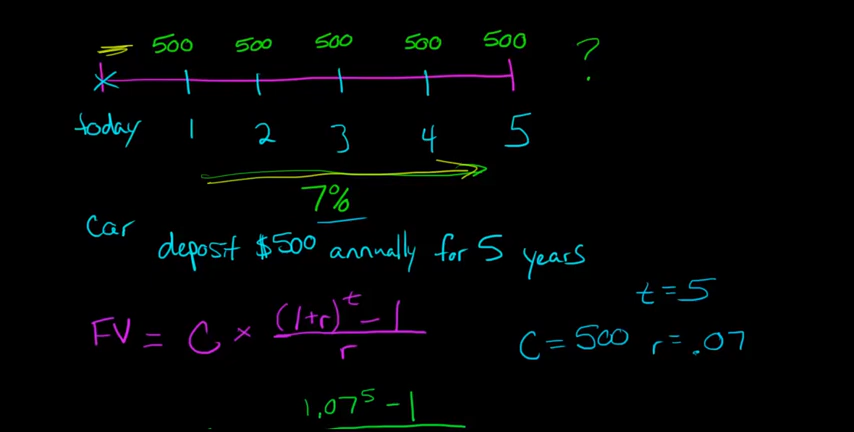 500 500 500 500 500 ?
today 1 2 3 4 5
7%
Car
deposit $500 annually for 5 years
t = 5
FV = C × (1+r)^t - 1 / r
C = 500 r = .07
1.07^5 - 1